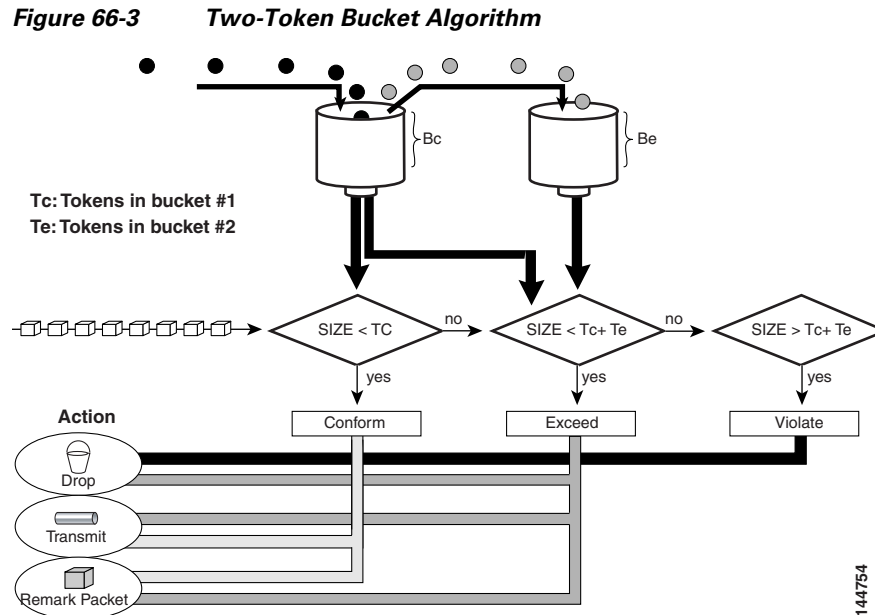 Figure 66-3 Two-Token Bucket Algorithm
Bc
Be
Tc: Tokens in bucket #1
Te: Tokens in bucket #2
SIZE < TC
no
SIZE < Tc+ Te
no
SIZE > Tc+ Te
yes
yes
yes
Action
Conform
Exceed
Violate
Drop
Transmit
Remark Packet
144754